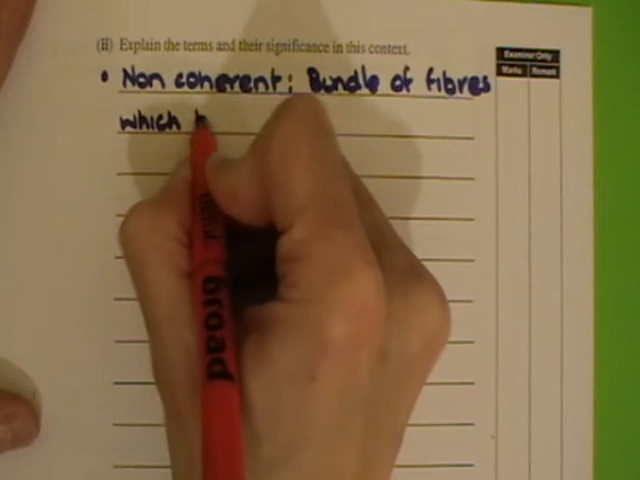 (ii) Explain the terms and their significance in this context.
Examiner Only
Marks Remark
• Non coherent: Bundle of fibres
which
broad